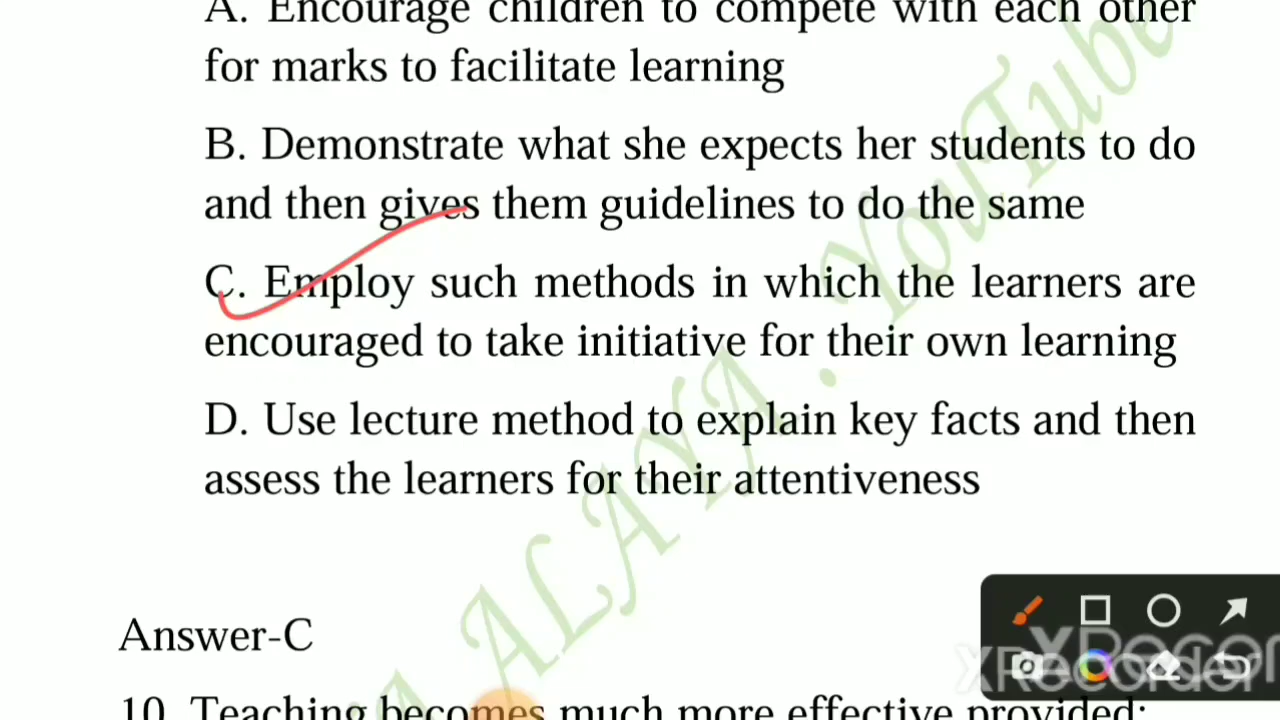 A. Encourage children to compete with each other
for marks to facilitate learning
B. Demonstrate what she expects her students to do
and then gives them guidelines to do the same
C. Employ such methods in which the learners are
encouraged to take initiative for their own learning
D. Use lecture method to explain key facts and then
assess the learners for their attentiveness
ALAYA . YouTube
Answer-C
XRecorder
10. Teaching becomes much more effective provided: